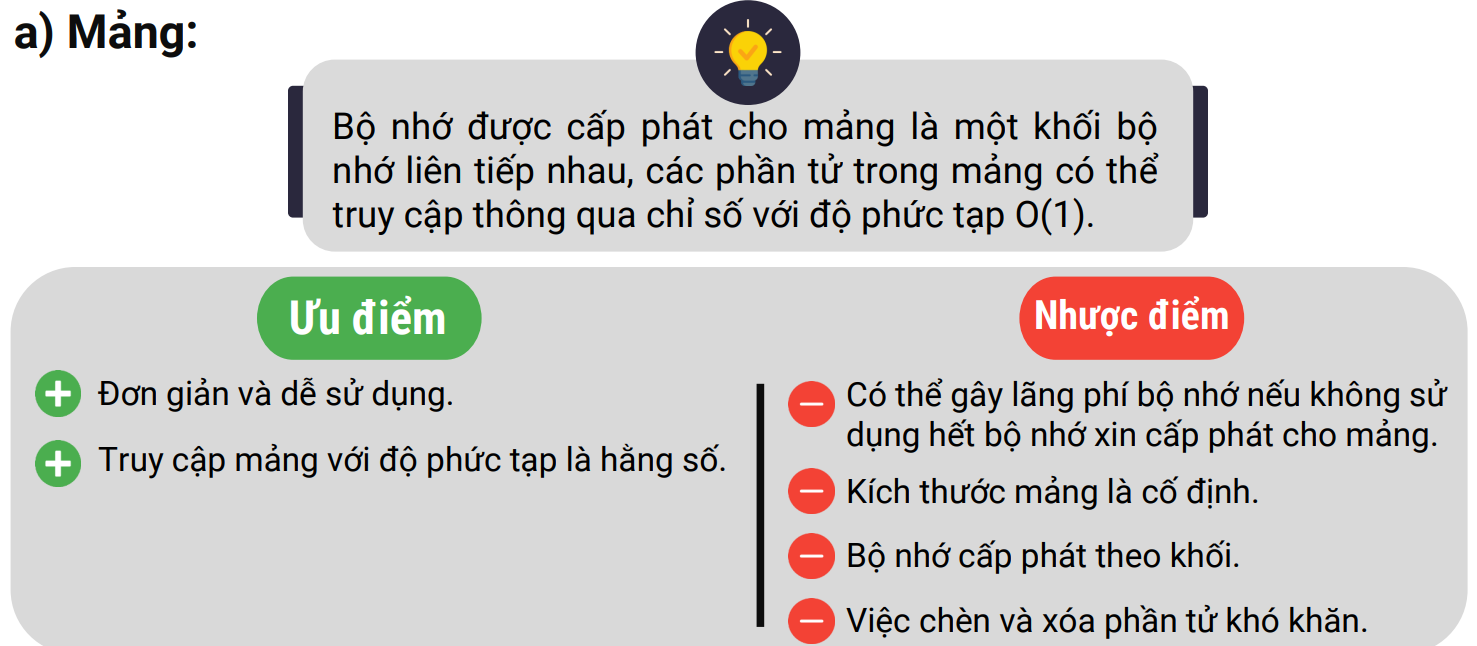 a) Mảng:
Bộ nhớ được cấp phát cho mảng là một khối bộ
nhớ liên tiếp nhau, các phần tử trong mảng có thể
truy cập thông qua chỉ số với độ phức tạp O(1).
Ưu điểm
Đơn giản và dễ sử dụng.
Truy cập mảng với độ phức tạp là hằng số.
Nhược điểm
Có thể gây lãng phí bộ nhớ nếu không sử
dụng hết bộ nhớ xin cấp phát cho mảng.
Kích thước mảng là cố định.
Bộ nhớ cấp phát theo khối.
Việc chèn và xóa phần tử khó khăn.